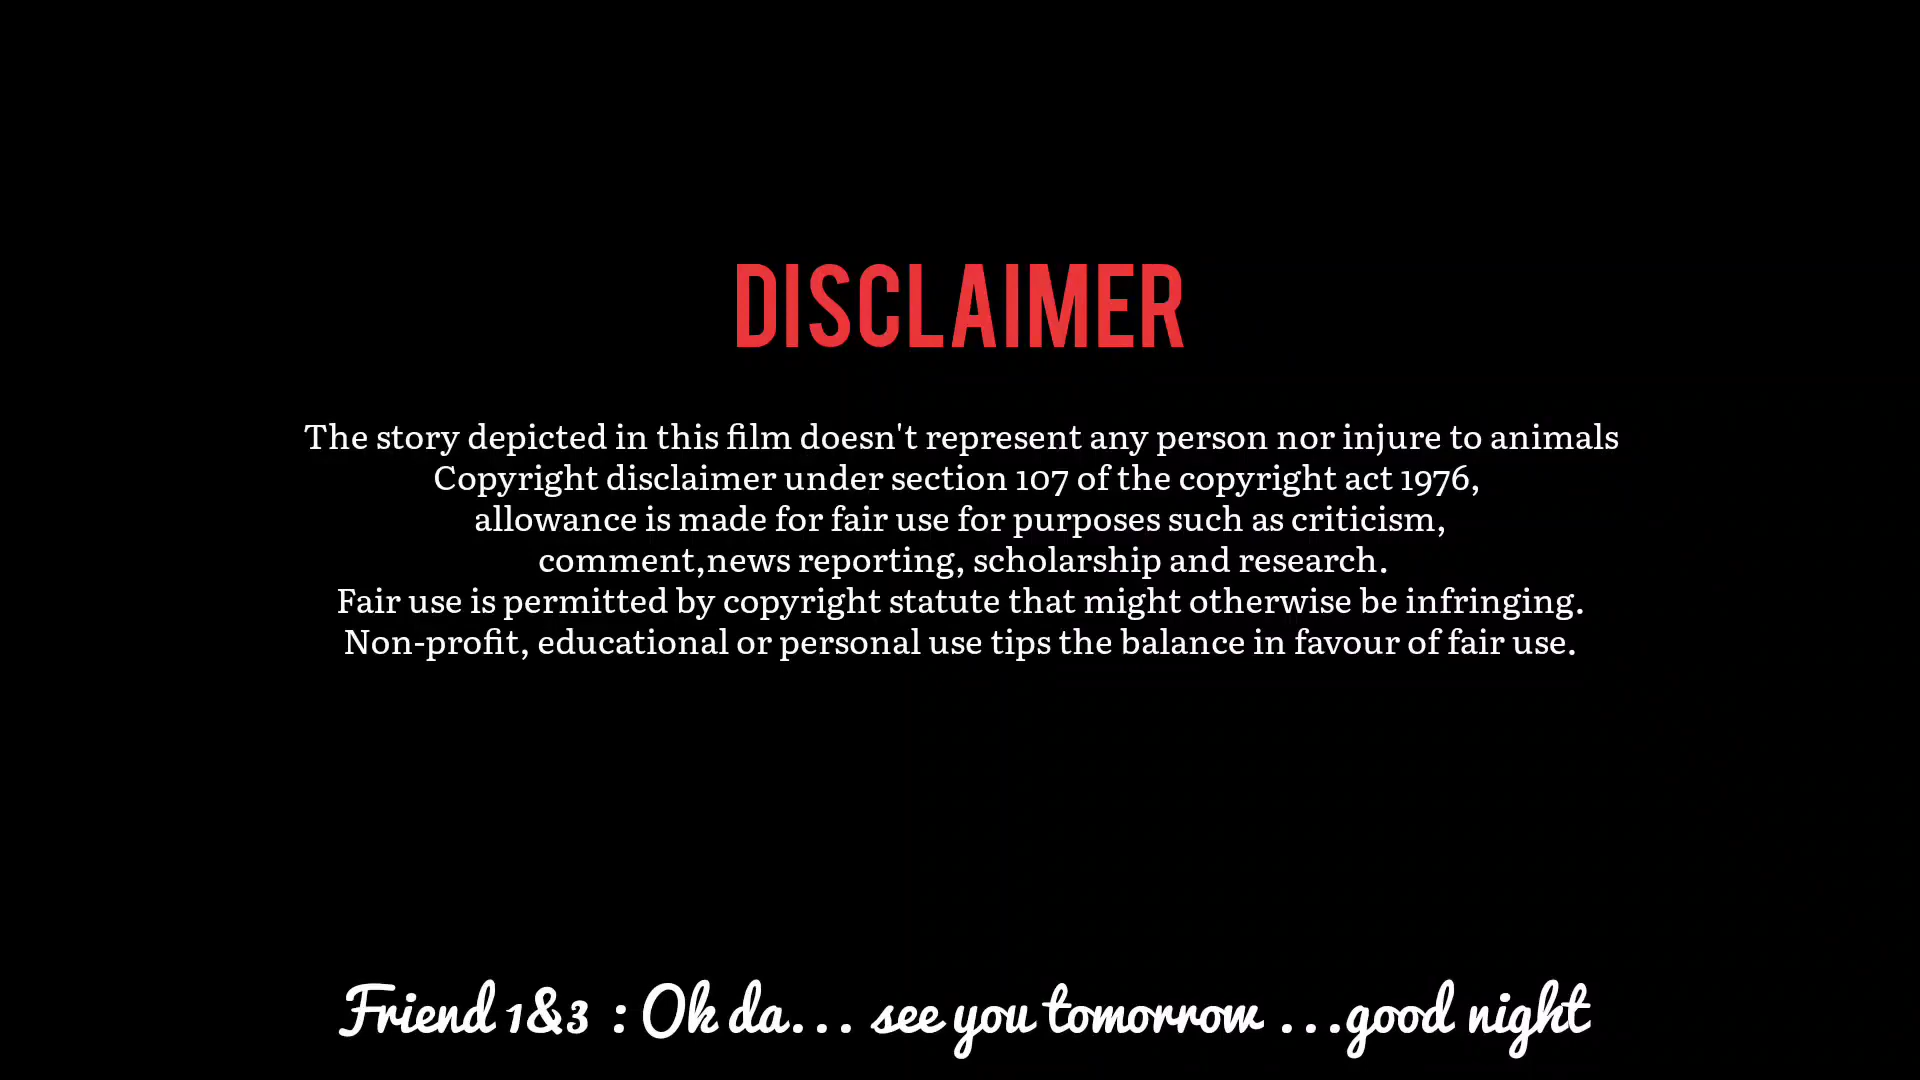 DISCLAIMER
The story depicted in this film doesn't represent any person nor injure to animals
Copyright disclaimer under section 107 of the copyright act 1976,
allowance is made for fair use for purposes such as criticism,
comment,news reporting, scholarship and research.
Fair use is permitted by copyright statute that might otherwise be infringing.
Non-profit, educational or personal use tips the balance in favour of fair use.
Friend 1&3 : Ok da... see you tomorrow ...good night